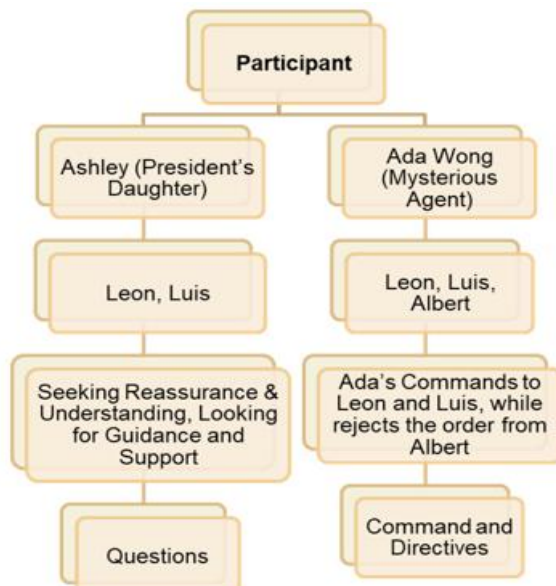 Participant
Ashley (President’s
Daughter)
Ada Wong
(Mysterious
Agent)
Leon, Luis
Leon, Luis,
Albert
Seeking Reassurance &
Understanding, Looking
for Guidance and
Support
Ada’s Commands to
Leon and Luis, while
rejects the order from
Albert
Questions
Command and
Directives